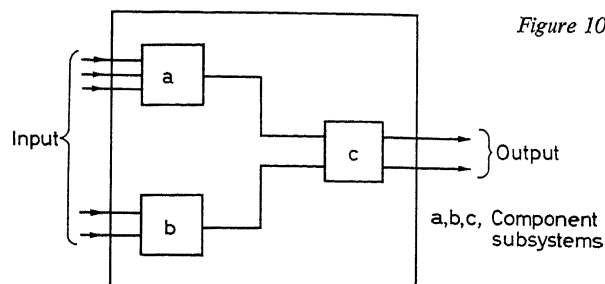 Figure 10
a
Input
c
Output
b
a,b,c, Component
subsystems